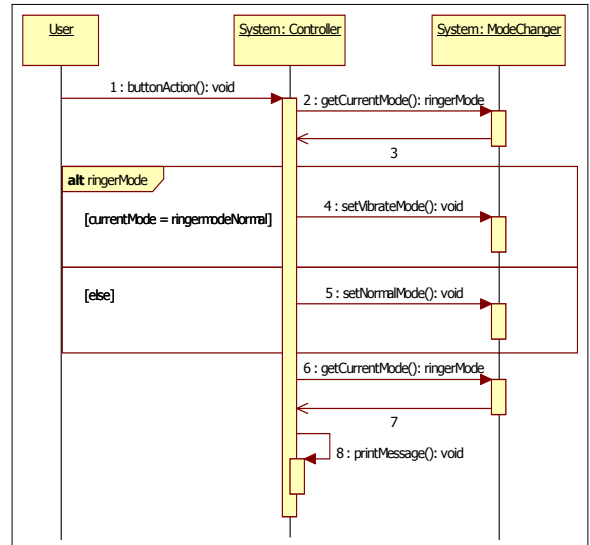 User
System: Controller
System: ModeChanger
1 : buttonAction(): void
2 : getCurrentMode(): ringerMode
3
alt ringerMode
[currentMode = ringermodeNormal]
4 : setVibrateMode(): void
[else]
5 : setNormalMode(): void
6 : getCurrentMode(): ringerMode
7
8 : printMessage(): void